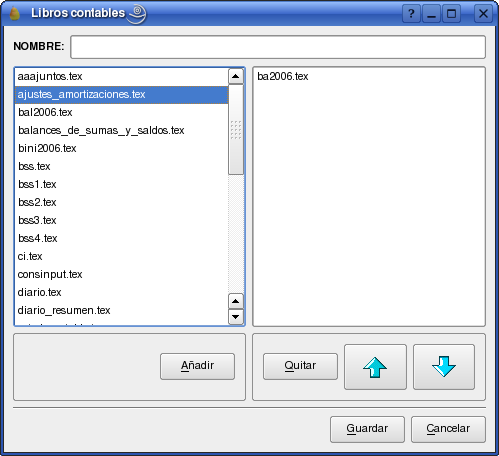 Libros contables
NOMBRE:
aaajuntos.tex
ajustes_amortizaciones.tex
bal2006.tex
balances_de_sumas_y_saldos.tex
bini2006.tex
bss.tex
bss1.tex
bss2.tex
bss3.tex
bss4.tex
ci.tex
consinput.tex
diario.tex
diario_resumen.tex
ba2006.tex
Añadir
Quitar
Guardar
Cancelar